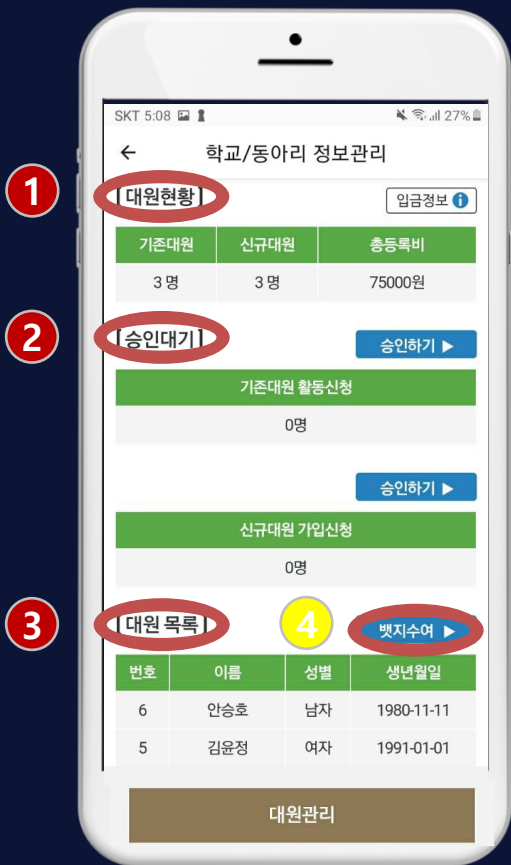 SKT 5:08 27%
← 학교/동아리 정보관리
1 [대원현황] 입금정보 i
기존대원 신규대원 총등록비
3 명 3 명 75000원
2 [승인대기] 승인하기 ▶
기존대원 활동신청
0명
승인하기 ▶
신규대원 가입신청
0명
3 [대원 목록] 4 뱃지수여 ▶
번호 이름 성별 생년월일
6 안승호 남자 1980-11-11
5 김윤정 여자 1991-01-01
대원관리